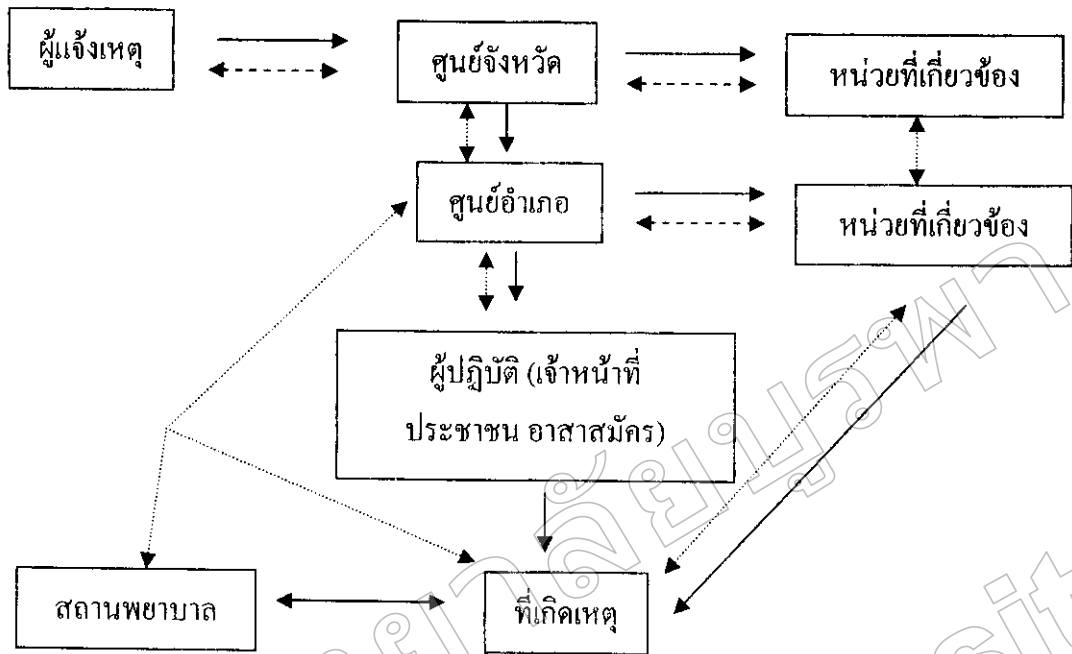 ผู้แจ้งเหตุ
ศูนย์จังหวัด
หน่วยที่เกี่ยวข้อง
ศูนย์อำเภอ
หน่วยที่เกี่ยวข้อง
ผู้ปฏิบัติ (เจ้าหน้าที่
ประชาชน อาสาสมัคร)
สถานพยาบาล
ที่เกิดเหตุ